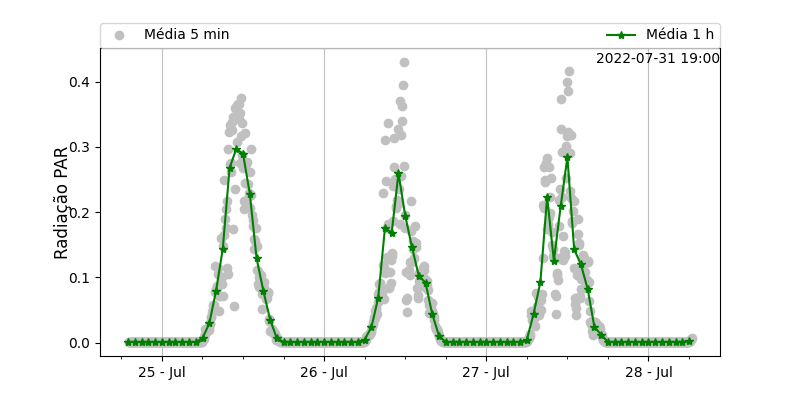 Média 5 min
Média 1 h
2022-07-31 19:00
Radiação PAR
0.4
0.3
0.2
0.1
0.0
25 - Jul
26 - Jul
27 - Jul
28 - Jul